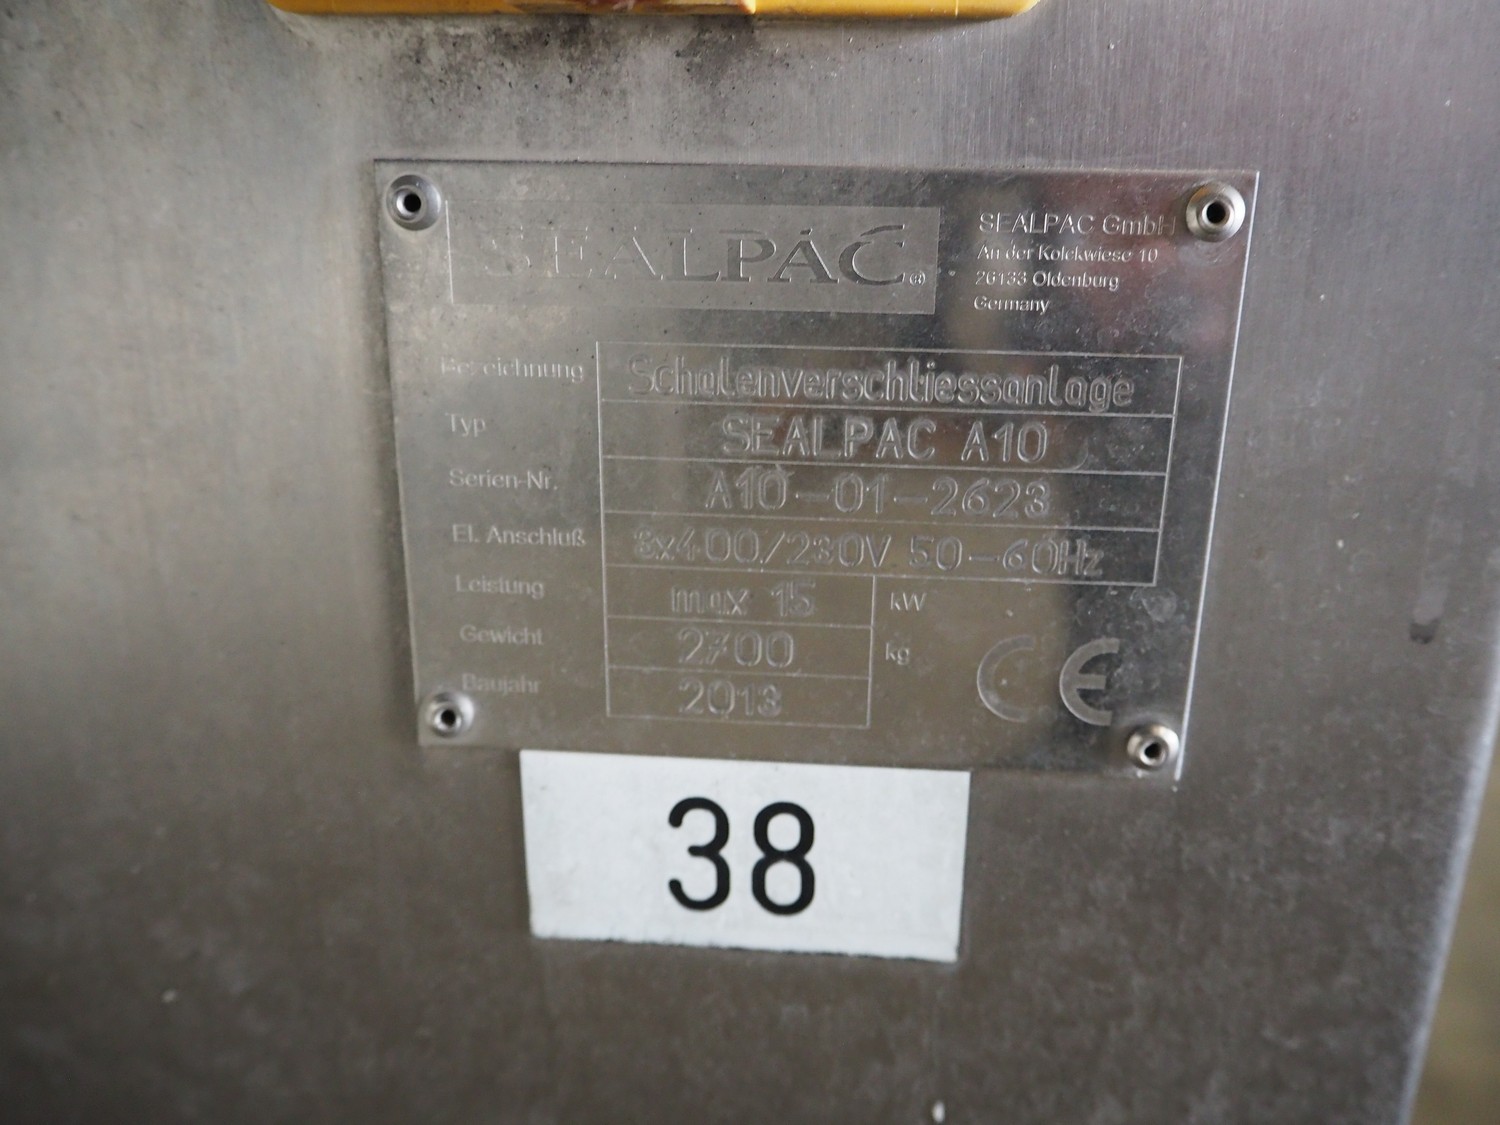 SEALPAC®
SEALPAC GmbH
An der Kolckwiese 10
26133 Oldenburg
Germany
Bezeichnung Schalenverschliessanlage
Typ SEALPAC A10
Serien-Nr. A10-01-2623
El. Anschluß 3x400/230V 50-60Hz
Leistung max 15 kW
Gewicht 2700 kg
Baujahr 2013
CE
38